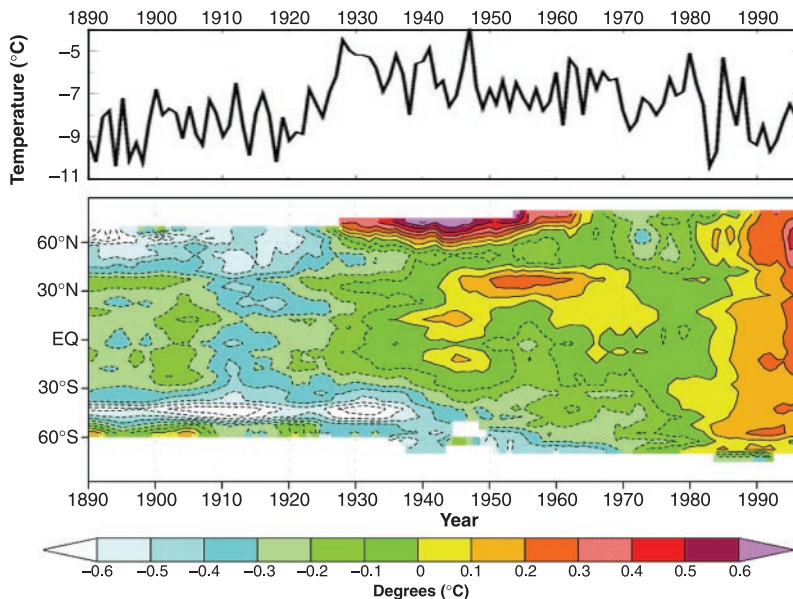 1890 1900 1910 1920 1930 1940 1950 1960 1970 1980 1990
Temperature (°C)
–5
–7
–9
–11
60°N
30°N
EQ
30°S
60°S
1890 1900 1910 1920 1930 1940 1950 1960 1970 1980 1990
Year
–0.6 –0.5 –0.4 –0.3 –0.2 –0.1 0 0.1 0.2 0.3 0.4 0.5 0.6
Degrees (°C)